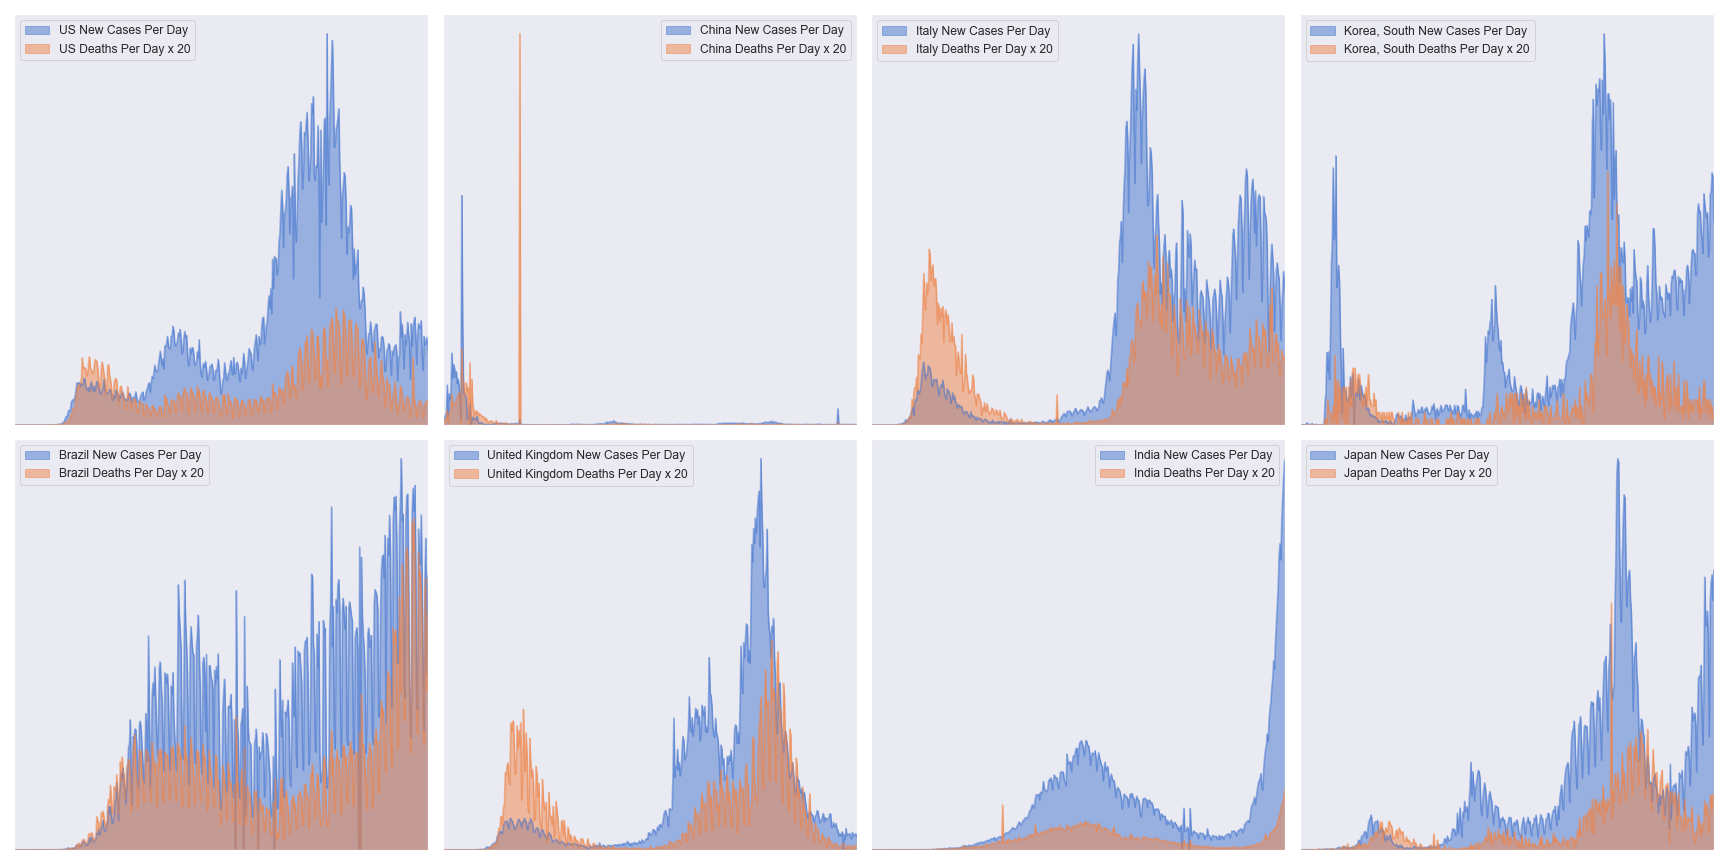 US New Cases Per Day
US Deaths Per Day x 20
China New Cases Per Day
China Deaths Per Day x 20
Italy New Cases Per Day
Italy Deaths Per Day x 20
Korea, South New Cases Per Day
Korea, South Deaths Per Day x 20
Brazil New Cases Per Day
Brazil Deaths Per Day x 20
United Kingdom New Cases Per Day
United Kingdom Deaths Per Day x 20
India New Cases Per Day
India Deaths Per Day x 20
Japan New Cases Per Day
Japan Deaths Per Day x 20